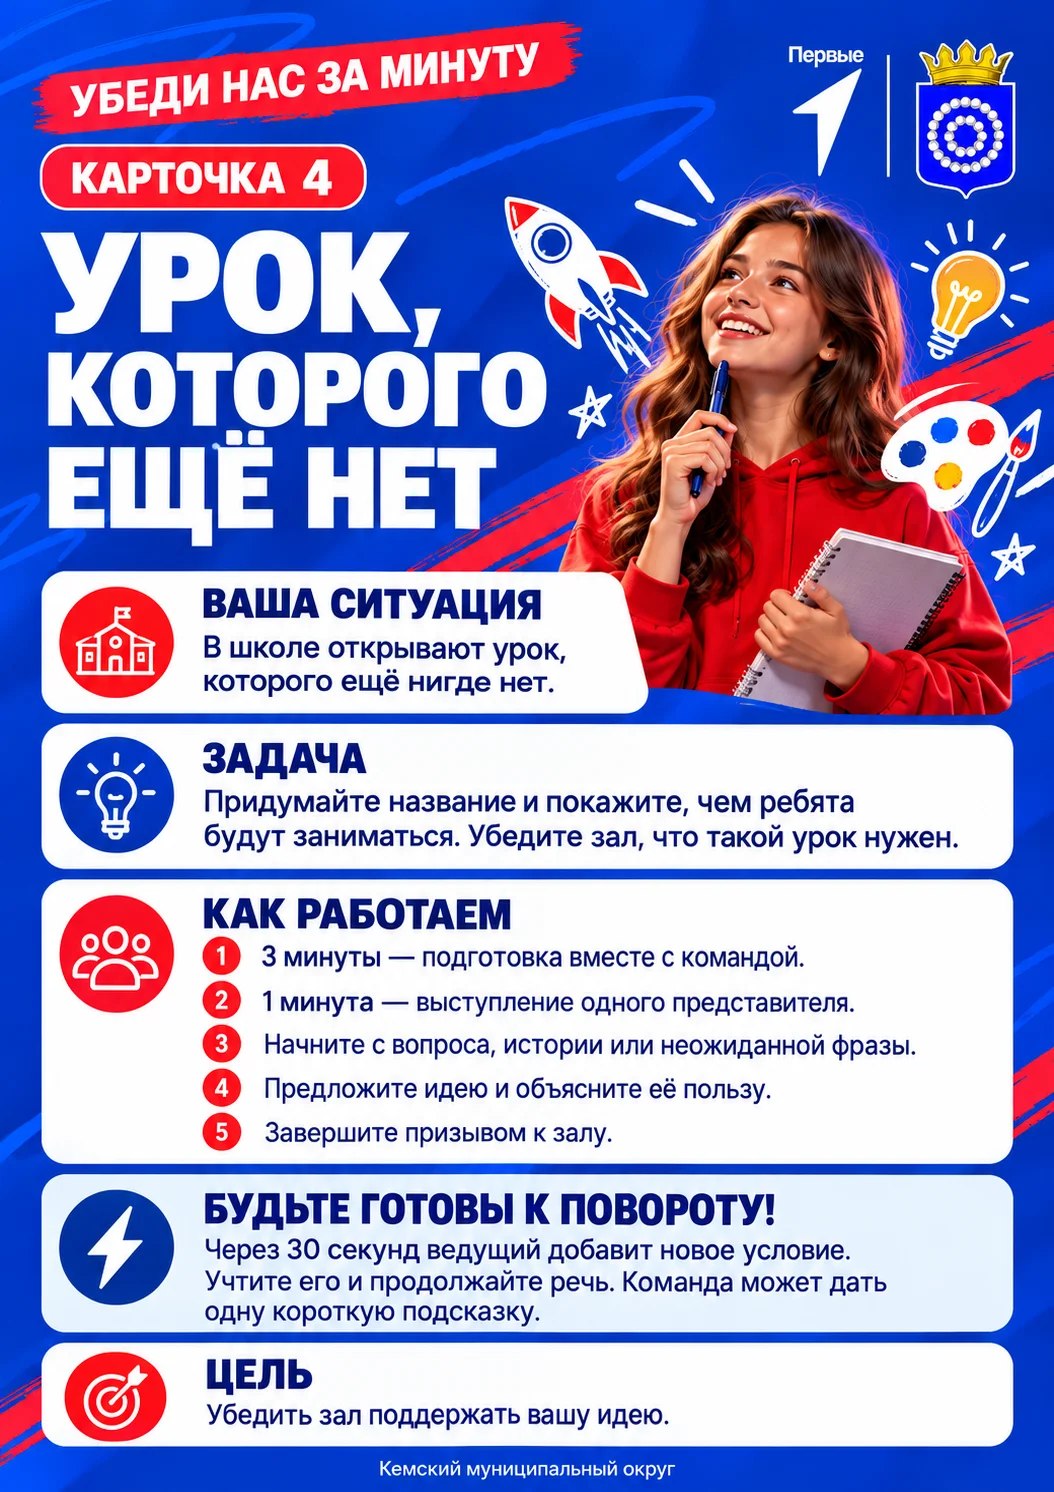 УБЕДИ НАС ЗА МИНУТУ
Первые
КАРТОЧКА 4
УРОК,
КОТОРОГО
ЕЩЁ НЕТ
ВАША СИТУАЦИЯ
В школе открывают урок,
которого ещё нигде нет.
ЗАДАЧА
Придумайте название и покажите, чем ребята
будут заниматься. Убедите зал, что такой урок нужен.
КАК РАБОТАЕМ
1 3 минуты — подготовка вместе с командой.
2 1 минута — выступление одного представителя.
3 Начните с вопроса, истории или неожиданной фразы.
4 Предложите идею и объясните её пользу.
5 Завершите призывом к залу.
БУДЬТЕ ГОТОВЫ К ПОВОРОТУ!
Через 30 секунд ведущий добавит новое условие.
Учтите его и продолжайте речь. Команда может дать
одну короткую подсказку.
ЦЕЛЬ
Убедить зал поддержать вашу идею.
Кемский муниципальный округ